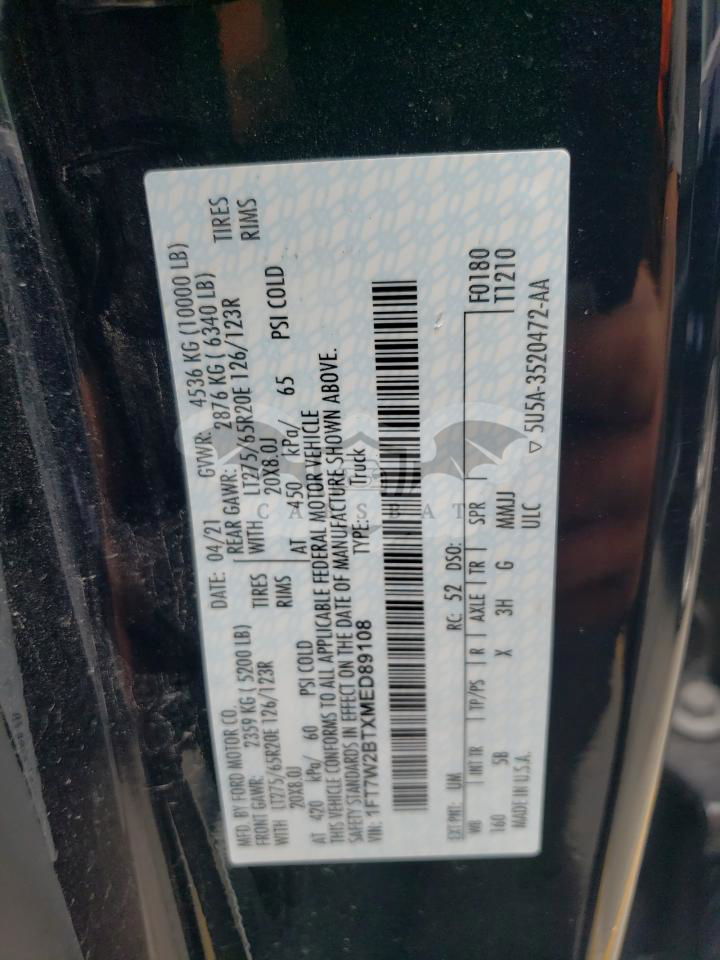 MFD. BY FORD MOTOR CO.
DATE: 04/21 GVWR: 4536 KG (10000 LB)
FRONT GAWR: 2359 KG ( 5200 LB)
REAR GAWR: 2876 KG ( 6340 LB)
WITH LT275/65R20E 126/123R TIRES
WITH LT275/65R20E 126/123R TIRES
20X8.0J RIMS
20X8.0J RIMS
AT 420 kPa/ 60 PSI COLD
AT 450 kPa/ 65 PSI COLD
THIS VEHICLE CONFORMS TO ALL APPLICABLE FEDERAL MOTOR VEHICLE
SAFETY STANDARDS IN EFFECT ON THE DATE OF MANUFACTURE SHOWN ABOVE.
VIN: 1FT7W2BTXMED89108 TYPE: Truck
EXT PNT: UM RC: 52 DSO: F0180
T1210
WB INT TR TP/PS R AXLE TR SPR
160 5B X 3H G MMJJ
MADE IN U.S.A. ULC
5U5A-3520472-AA
CARSBAT